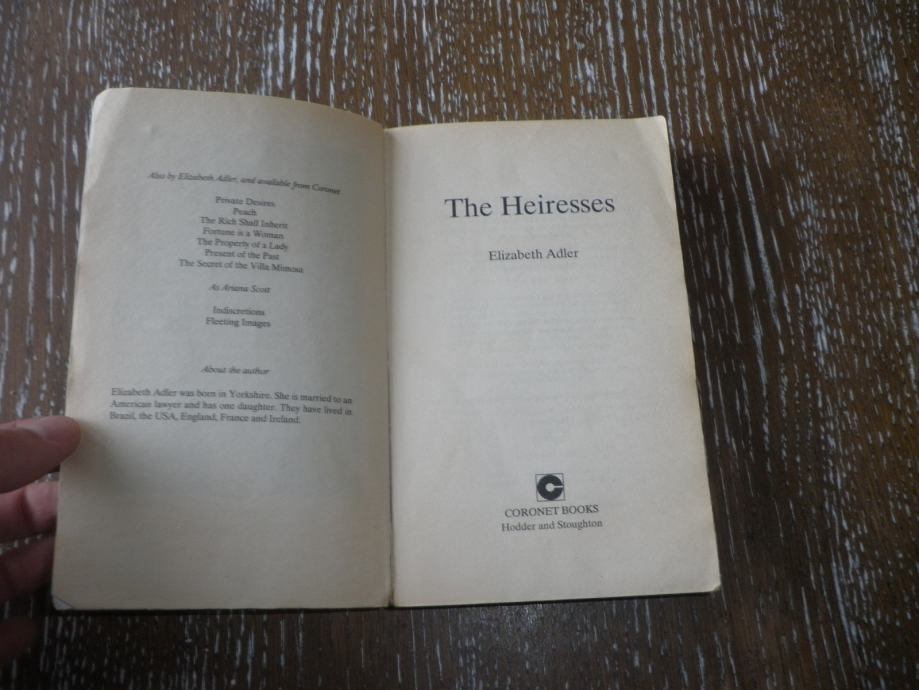 Also by Elizabeth Adler, and available from Coronet
Private Desires
Peach
The Rich Shall Inherit
Fortune is a Woman
The Property of a Lady
Present of the Past
The Secret of the Villa Mimosa
As Ariana Scott
Indiscretions
Fleeting Images
About the author
Elizabeth Adler was born in Yorkshire. She is married to an
American lawyer and has one daughter. They have lived in
Brazil, the USA, England, France and Ireland.
The Heiresses
Elizabeth Adler
CORONET BOOKS
Hodder and Stoughton